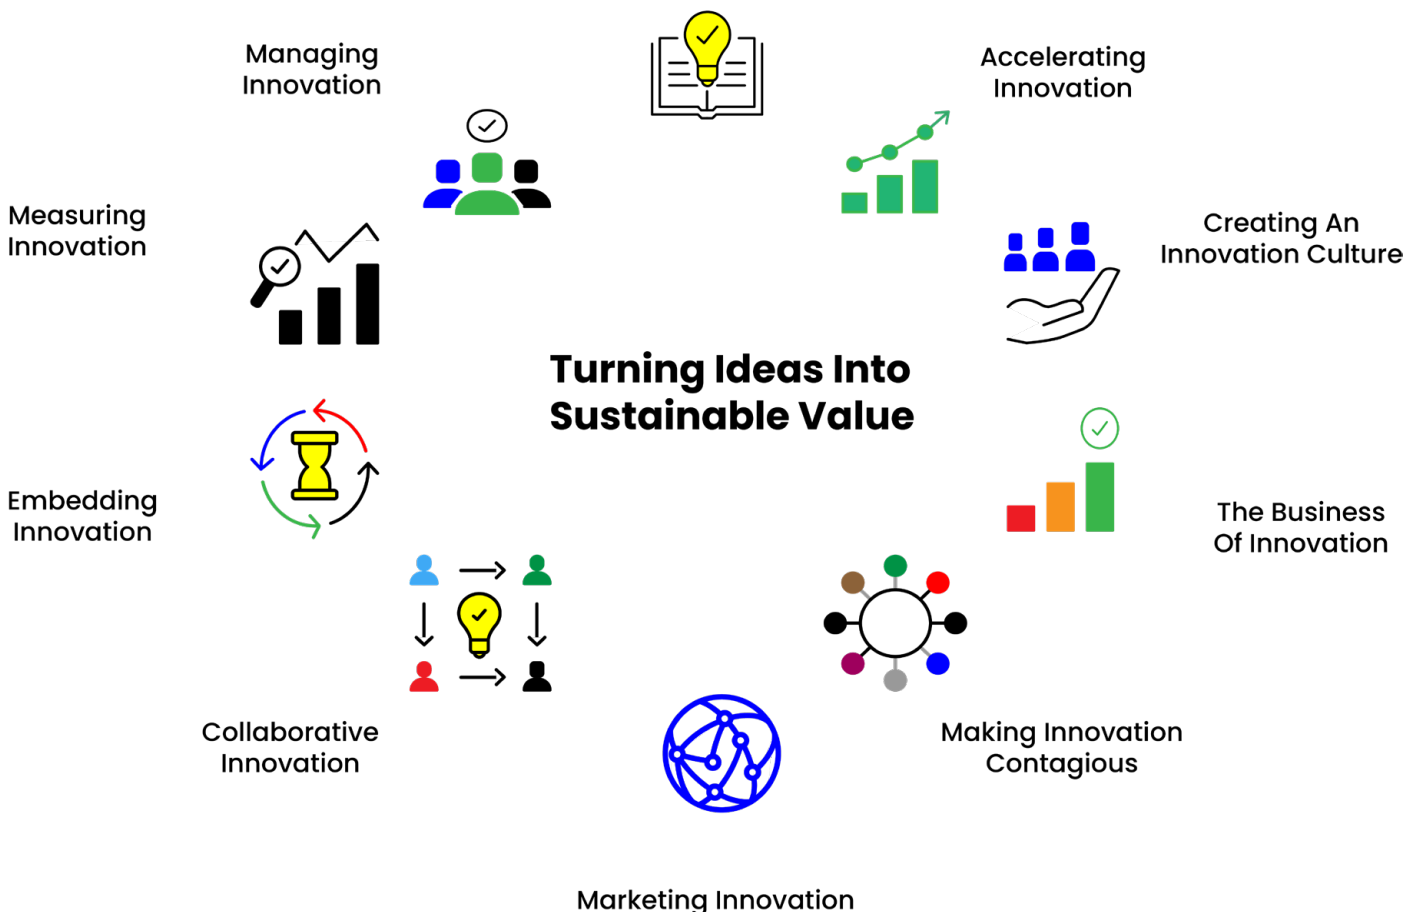 Managing
Innovation
Accelerating
Innovation
Measuring
Innovation
Creating An
Innovation Culture
Turning Ideas Into
Sustainable Value
Embedding
Innovation
The Business
Of Innovation
Collaborative
Innovation
Making Innovation
Contagious
Marketing Innovation